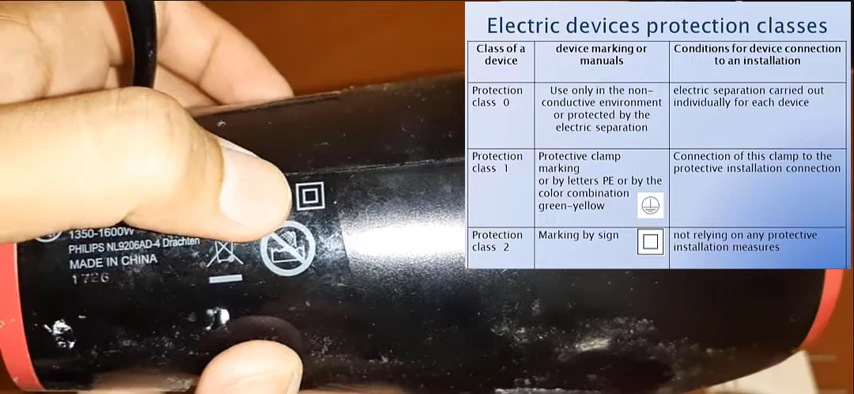 1350-1600W
PHILIPS NL9206AD-4 Drachten
MADE IN CHINA
1726
Electric devices protection classes
Class of a
device
device marking or
manuals
Conditions for device connection
to an installation
Protection
class 0
Use only in the non-
conductive environment
or protected by the
electric separation
electric separation carried out
individually for each device
Protection
class 1
Protective clamp
marking
or by letters PE or by the
color combination
green-yellow
Connection of this clamp to the
protective installation connection
Protection
class 2
Marking by sign
not relying on any protective
installation measures